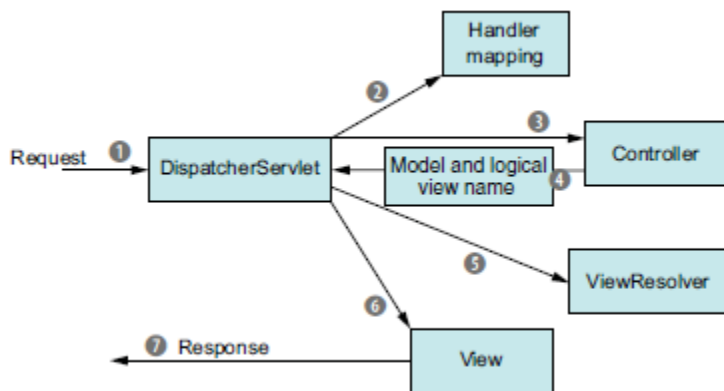 Handler
mapping
2
3
Request 1
DispatcherServlet
Model and logical
view name
4
Controller
5
ViewResolver
6
7 Response
View